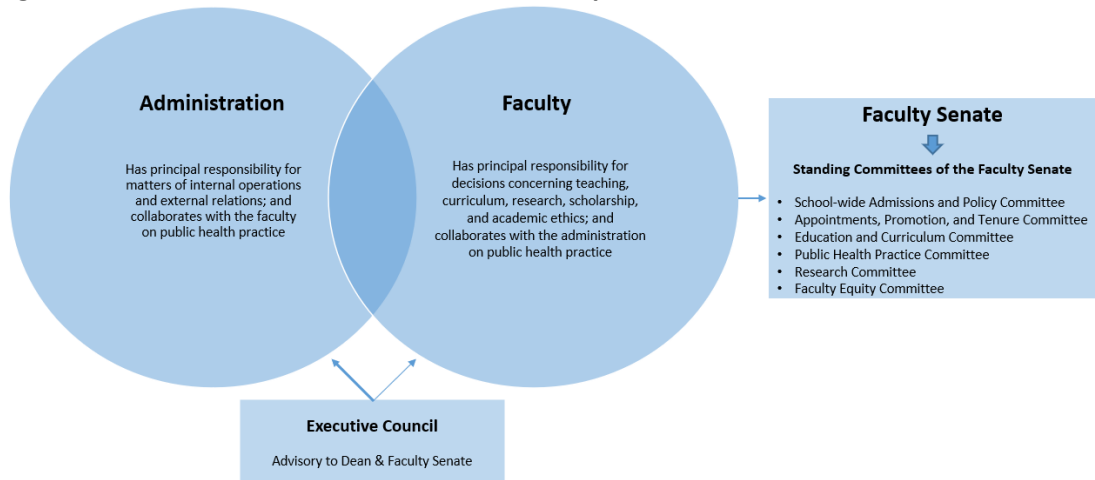 Administration
Has principal responsibility for
matters of internal operations
and external relations; and
collaborates with the faculty
on public health practice
Faculty
Has principal responsibility for
decisions concerning teaching,
curriculum, research, scholarship,
and academic ethics; and
collaborates with the administration
on public health practice
Faculty Senate
Standing Committees of the Faculty Senate
• School-wide Admissions and Policy Committee
• Appointments, Promotion, and Tenure Committee
• Education and Curriculum Committee
• Public Health Practice Committee
• Research Committee
• Faculty Equity Committee
Executive Council
Advisory to Dean & Faculty Senate